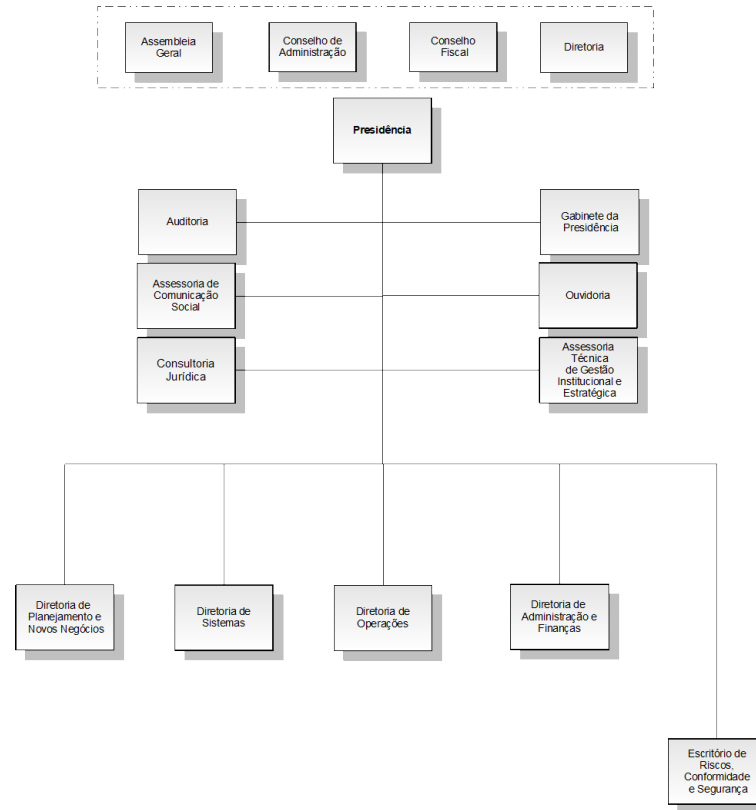 Assembleia
Geral
Conselho de
Administração
Conselho
Fiscal
Diretoria
Presidência
Auditoria
Gabinete da
Presidência
Assessoria de
Comunicação
Social
Ouvidoria
Consultoria
Jurídica
Assessoria
Técnica
de Gestão
Institucional e
Estratégica
Diretoria de
Planejamento e
Novos Negócios
Diretoria de
Sistemas
Diretoria de
Operações
Diretoria de
Administração e
Finanças
Escritório de
Riscos,
Conformidade
e Segurança